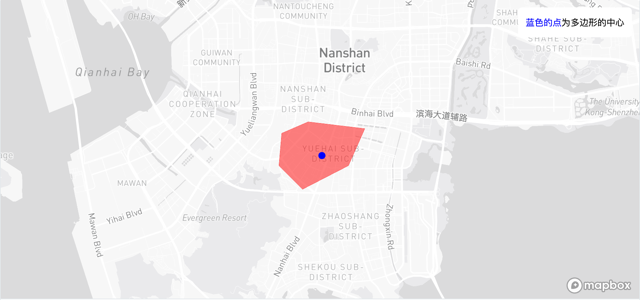 NANTOUCHENG
COMMUNITY
蓝色的点为多边形的中心
OH Bay
SHAHE SUB-
DISTRICT
GUIWAN
COMMUNITY
Nanshan
District
Baishi Rd
Qianhai Bay
NANSHAN
SUB-
DISTRICT
QIANHAI
COOPERATION
ZONE
Yueliangwan Blvd
Binhai Blvd
滨海大道辅路
The University
Kong-Shenzhen
YUEHAI SUB-
DISTRICT
MAWAN
Yihai Blvd
Mawan Blvd
Evergreen Resort
ZHAOSHANG
SUB-
DISTRICT
Zhongxin Rd
Nanhai Blvd
SHEKOU SUB-
DISTRICT
mapbox